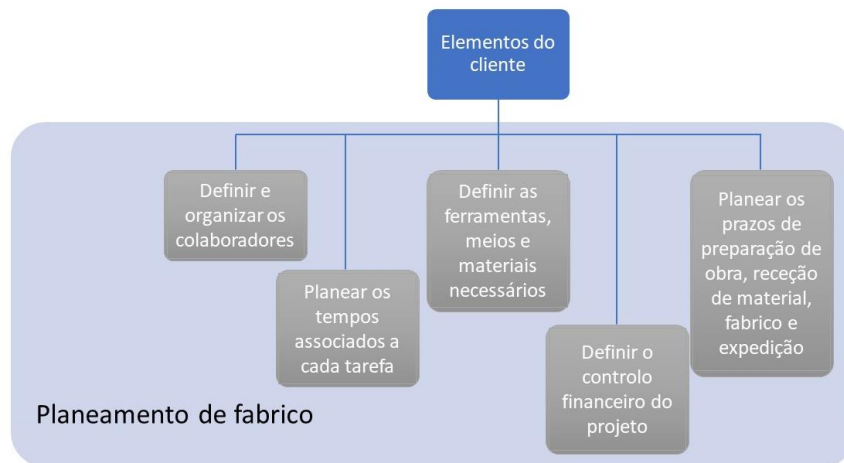 Elementos do
cliente
Definir e
organizar os
colaboradores
Planear os
tempos
associados a
cada tarefa
Definir as
ferramentas,
meios e
materiais
necessários
Definir o
controlo
financeiro do
projeto
Planear os
prazos de
preparação de
obra, receção
de material,
fabrico e
expedição
Planeamento de fabrico